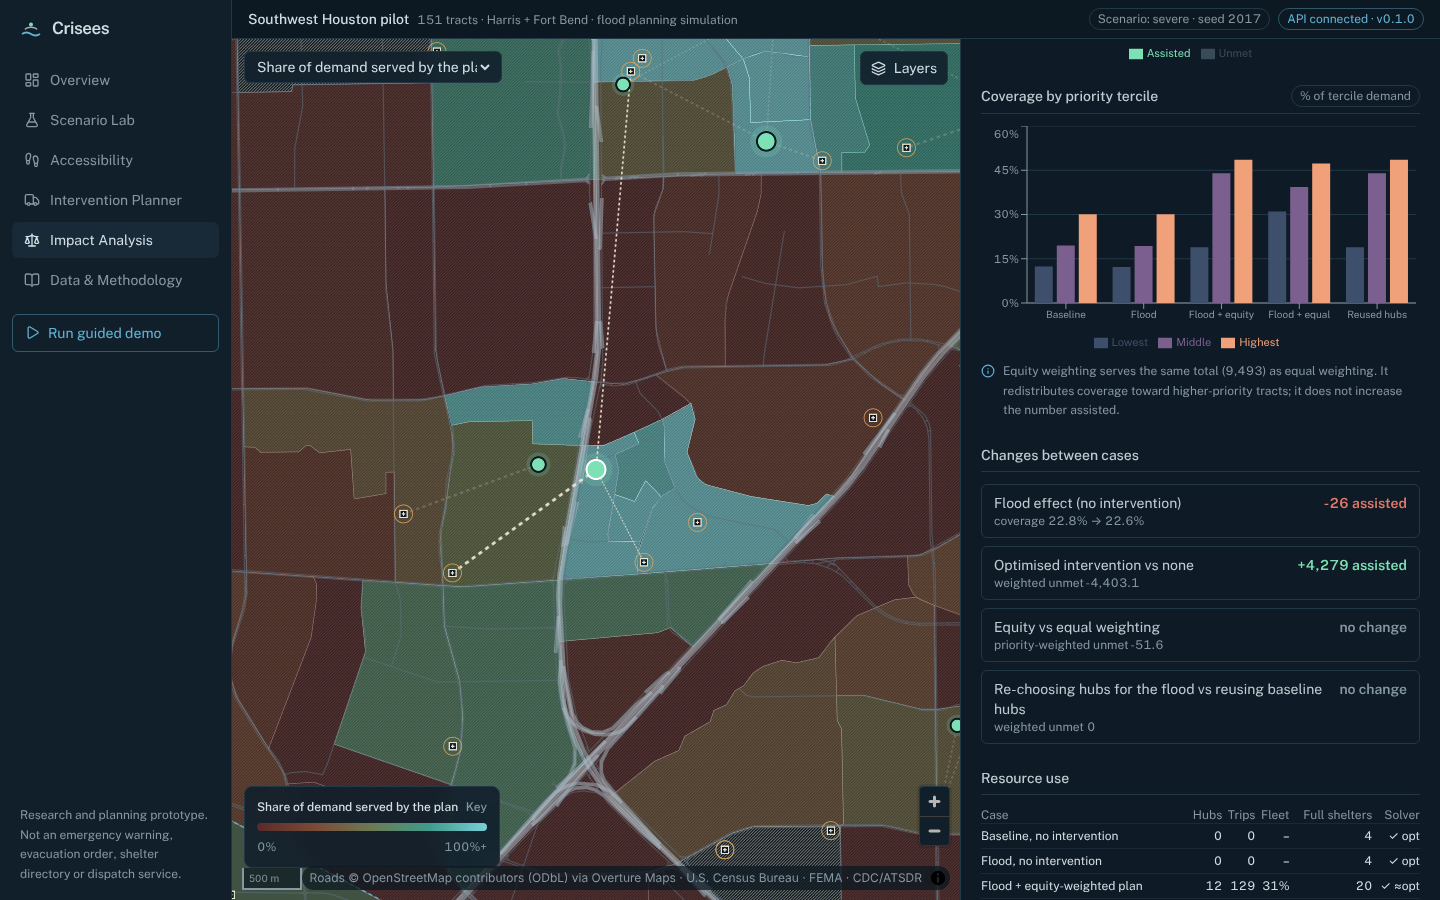 Crisees
Overview
Scenario Lab
Accessibility
Intervention Planner
Impact Analysis
Data & Methodology
Run guided demo
Research and planning prototype.
Not an emergency warning,
evacuation order, shelter
directory or dispatch service.
Southwest Houston pilot
151 tracts · Harris + Fort Bend · flood planning simulation
Scenario: severe · seed 2017
API connected · v0.1.0
Share of demand served by the pl
Layers
Share of demand served by the plan Key
0% 100%+
500 m
Roads © OpenStreetMap contributors (ODbL) via Overture Maps · U.S. Census Bureau · FEMA · CDC/ATSDR
+
−
Assisted Unmet
Coverage by priority tercile
% of tercile demand
60%
45%
30%
15%
0%
Baseline Flood Flood + equity Flood + equal Reused hubs
Lowest Middle Highest
Equity weighting serves the same total (9,493) as equal weighting. It
redistributes coverage toward higher-priority tracts; it does not increase
the number assisted.
Changes between cases
Flood effect (no intervention) -26 assisted
coverage 22.8% → 22.6%
Optimised intervention vs none +4,279 assisted
weighted unmet -4,403.1
Equity vs equal weighting no change
priority-weighted unmet -51.6
Re-choosing hubs for the flood vs reusing baseline no change
hubs
weighted unmet 0
Resource use
Case Hubs Trips Fleet Full shelters Solver
Baseline, no intervention 0 0 – 4 ✓ opt
Flood, no intervention 0 0 – 4 ✓ opt
Flood + equity-weighted plan 12 129 31% 20 ✓ ≈opt